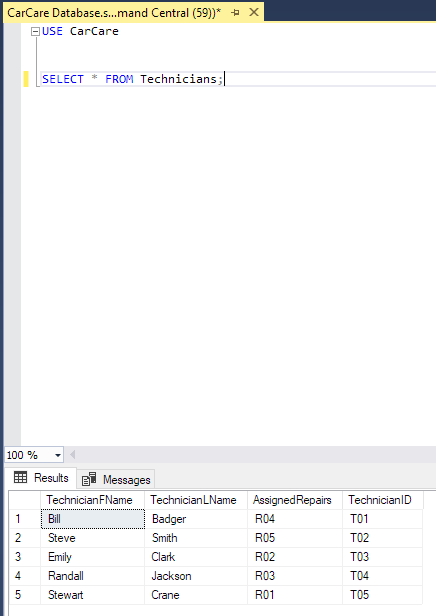 CarCare Database.s...mand Central (59))*
USE CarCare
SELECT * FROM Technicians;
100 %
Results Messages
TechnicianFName TechnicianLName AssignedRepairs TechnicianID
1 Bill Badger R04 T01
2 Steve Smith R05 T02
3 Emily Clark R02 T03
4 Randall Jackson R03 T04
5 Stewart Crane R01 T05